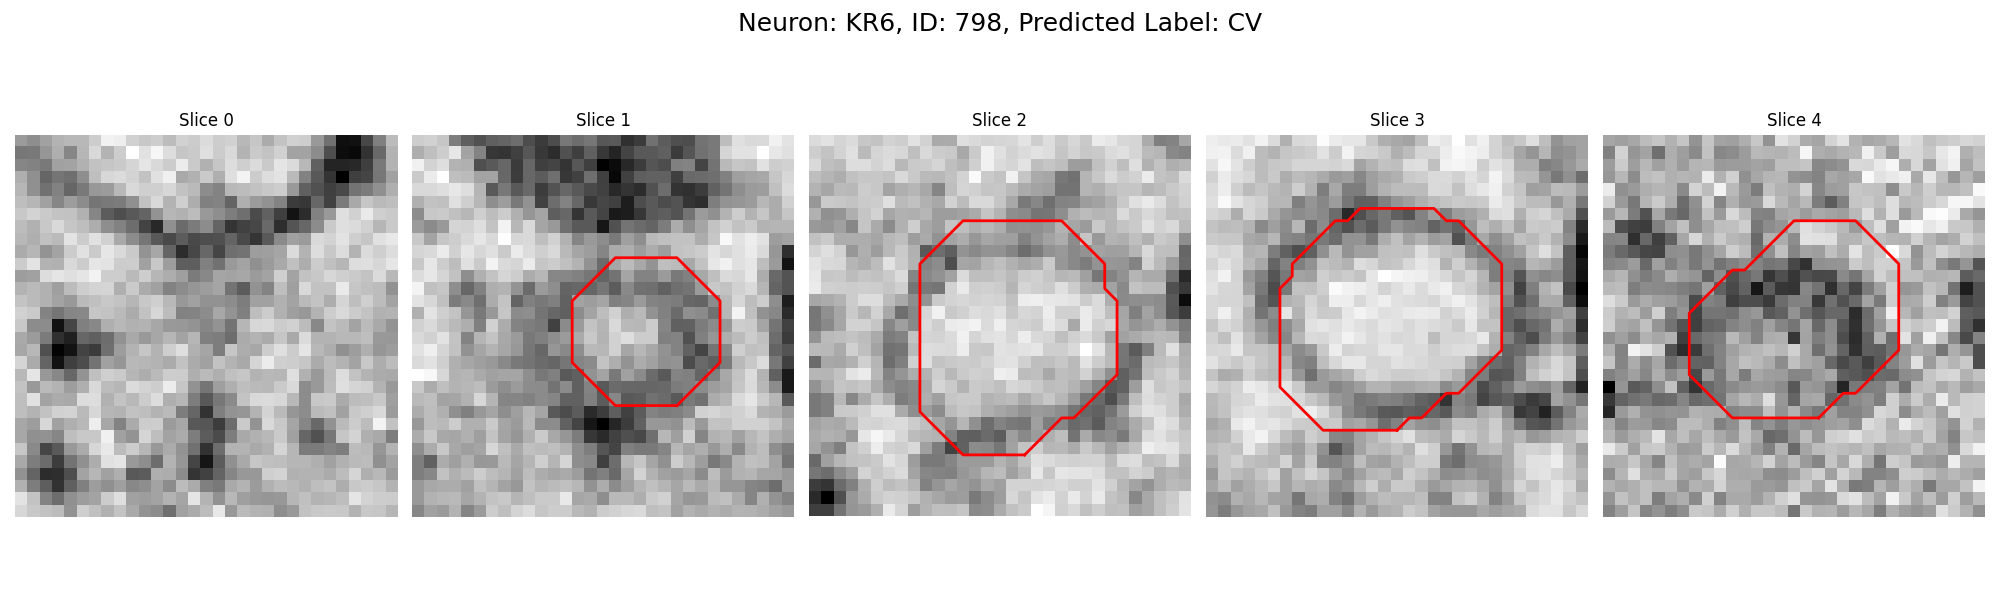 Neuron: KR6, ID: 798, Predicted Label: CV
Slice 0
Slice 1
Slice 2
Slice 3
Slice 4